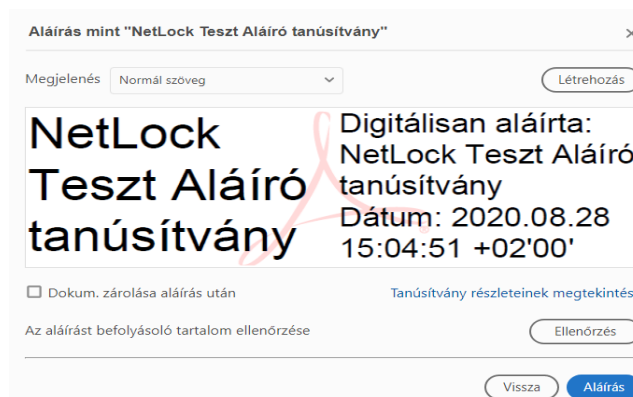 Aláírás mint "NetLock Teszt Aláíró tanúsítvány"
Megjelenés Normál szöveg Létrehozás
NetLock
Teszt Aláíró
tanúsítvány
Digitálisan aláírta:
NetLock Teszt Aláíró
tanúsítvány
Dátum: 2020.08.28
15:04:51 +02'00'
Dokum. zárolása aláírás után Tanúsítvány részleteinek megtekintés
Az aláírást befolyásoló tartalom ellenőrzése Ellenőrzés
Vissza Aláírás